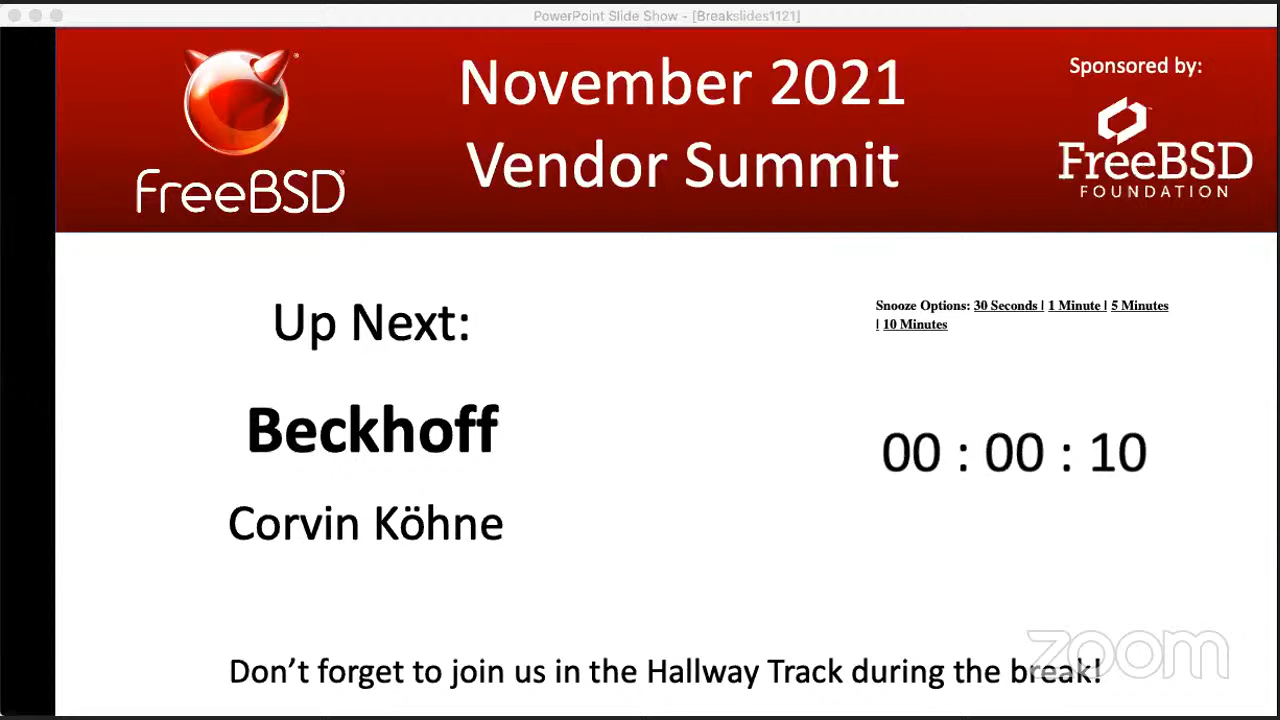 PowerPoint Slide Show - [Breakslides1121]
November 2021
Vendor Summit
FreeBSD
Sponsored by:
FreeBSD
FOUNDATION
Up Next:
Beckhoff
Corvin Köhne
Snooze Options: 30 Seconds | 1 Minute | 5 Minutes
| 10 Minutes
00 : 00 : 10
Don’t forget to join us in the Hallway Track during the break!
zoom